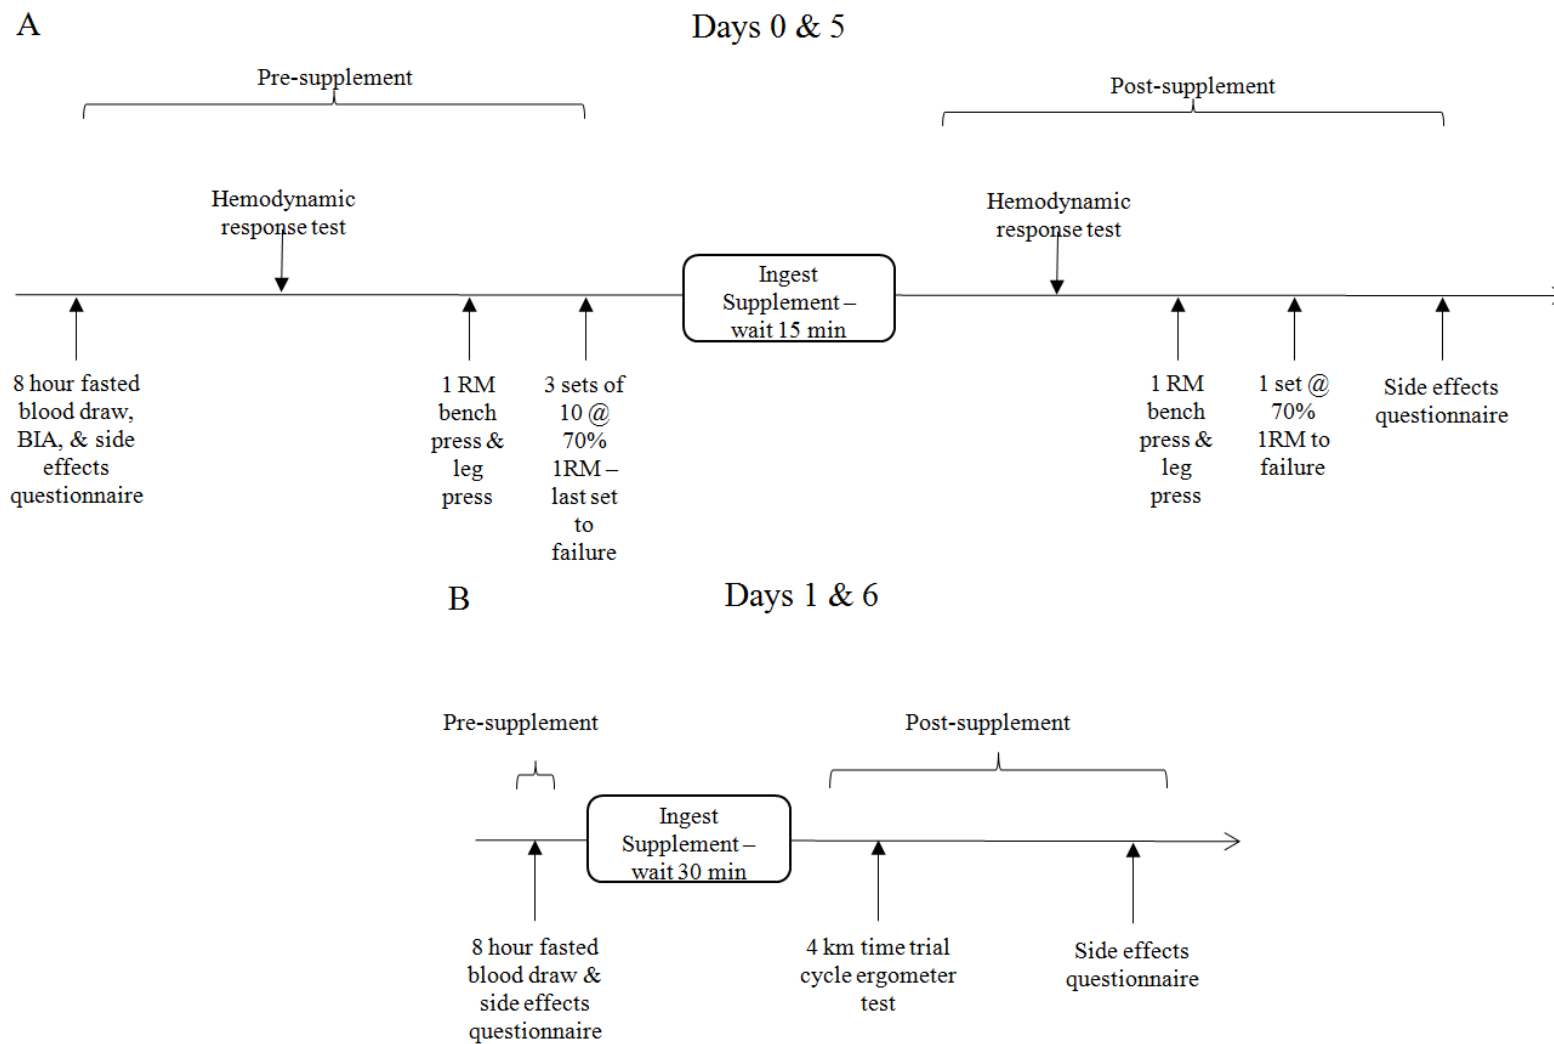 A
Days 0 & 5
Pre-supplement
Post-supplement
Hemodynamic
response test
Hemodynamic
response test
Ingest
Supplement –
wait 15 min
8 hour fasted
blood draw,
BIA, & side
effects
questionnaire
1 RM
bench
press &
leg
press
3 sets of
10 @
70%
1RM –
last set
to
failure
1 RM
bench
press &
leg
press
1 set @
70%
1RM to
failure
Side effects
questionnaire
B
Days 1 & 6
Pre-supplement
Post-supplement
Ingest
Supplement –
wait 30 min
8 hour fasted
blood draw &
side effects
questionnaire
4 km time trial
cycle ergometer
test
Side effects
questionnaire